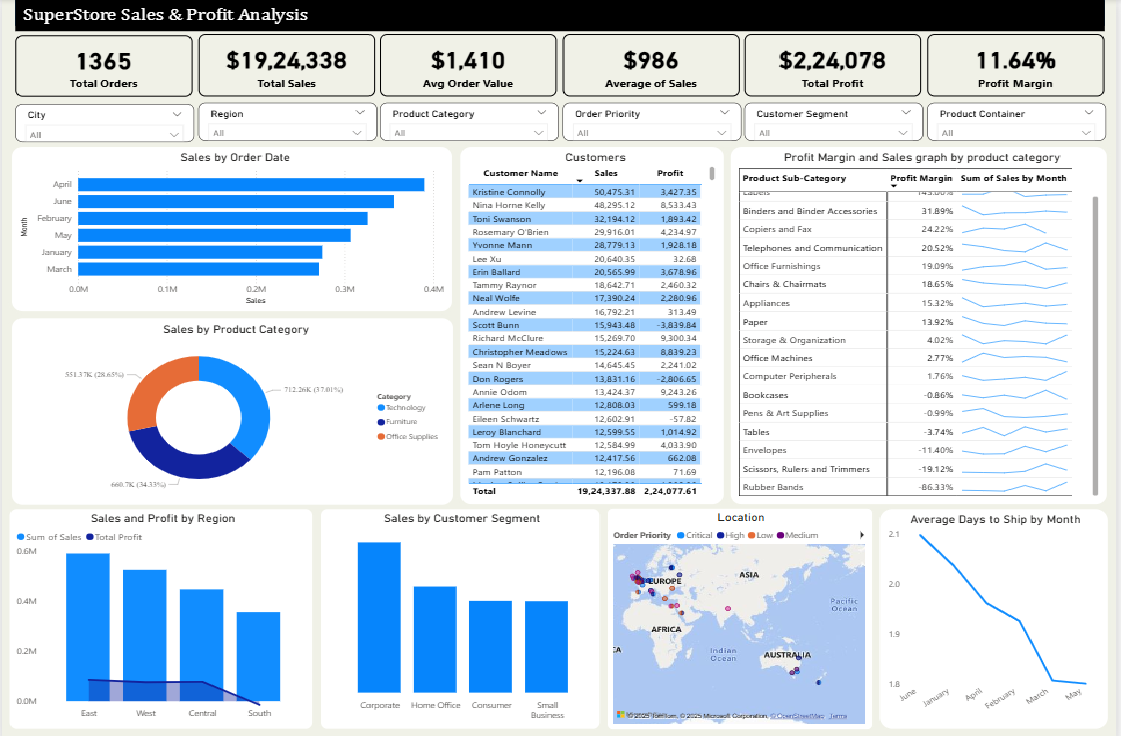 SuperStore Sales & Profit Analysis
1365
Total Orders
$19,24,338
Total Sales
$1,410
Avg Order Value
$986
Average of Sales
$2,24,078
Total Profit
11.64%
Profit Margin
City
All
Region
All
Product Category
All
Order Priority
All
Customer Segment
All
Product Container
All
Sales by Order Date
Month
April
June
February
May
January
March
0.0M 0.1M 0.2M 0.3M 0.4M
Sales
Sales by Product Category
551.37K (28.65%)
712.26K (37.01%)
660.7K (34.33%)
Category
Technology
Furniture
Office Supplies
Customers
Customer Name Sales Profit
Kristine Connolly 50,475.31 3,427.35
Nina Horne Kelly 48,295.12 8,533.43
Toni Swanson 32,194.12 1,893.42
Rosemary O'Brien 29,916.01 4,234.97
Yvonne Mann 28,779.13 1,928.18
Lee Xu 20,640.35 32.68
Erin Ballard 20,565.99 3,678.96
Tammy Raynor 18,642.71 2,460.32
Neal Wolfe 17,390.24 2,280.96
Andrew Levine 16,792.21 313.49
Scott Bunn 15,943.48 -3,839.84
Richard McClure 15,269.70 9,300.34
Christopher Meadows 15,224.63 8,839.23
Sean N Boyer 14,645.45 2,241.02
Don Rogers 13,831.16 -2,806.65
Annie Odom 13,424.37 9,243.26
Arlene Long 12,808.03 599.18
Eileen Schwartz 12,602.91 -57.82
Leroy Blanchard 12,599.55 1,014.92
Tom Hoyle Honeycutt 12,584.99 4,033.90
Andrew Gonzalez 12,417.56 662.08
Pam Patton 12,196.08 71.69
Total 19,24,337.88 2,24,077.61
Profit Margin and Sales graph by product category
Product Sub-Category Profit Margin Sum of Sales by Month
Labels
Binders and Binder Accessories 31.89%
Copiers and Fax 24.22%
Telephones and Communication 20.52%
Office Furnishings 19.09%
Chairs & Chairmats 18.65%
Appliances 15.32%
Paper 13.92%
Storage & Organization 4.02%
Office Machines 2.77%
Computer Peripherals 1.76%
Bookcases -0.86%
Pens & Art Supplies -0.99%
Tables -3.74%
Envelopes -11.40%
Scissors, Rulers and Trimmers -19.12%
Rubber Bands -86.33%
Sales and Profit by Region
Sum of Sales Total Profit
0.6M
0.4M
0.2M
0.0M
East West Central South
Sales by Customer Segment
Corporate Home Office Consumer Small Business
Location
Order Priority Critical High Low Medium
EUROPE
ASIA
Pacific
Ocean
AFRICA
CA
Indian
Ocean
AUSTRALIA
© 2025 TomTom, © 2025 Microsoft Corporation, © OpenStreetMap Terms
Average Days to Ship by Month
2.1
2.0
1.9
1.8
June January April February March May